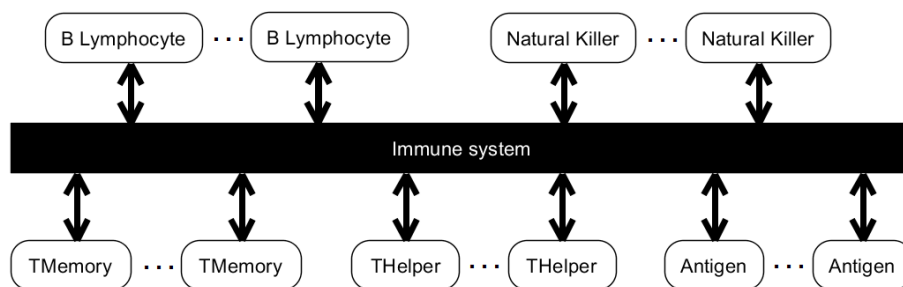 B Lymphocyte ... B Lymphocyte Natural Killer ... Natural Killer
Immune system
TMemory ... TMemory THelper ... THelper Antigen ... Antigen